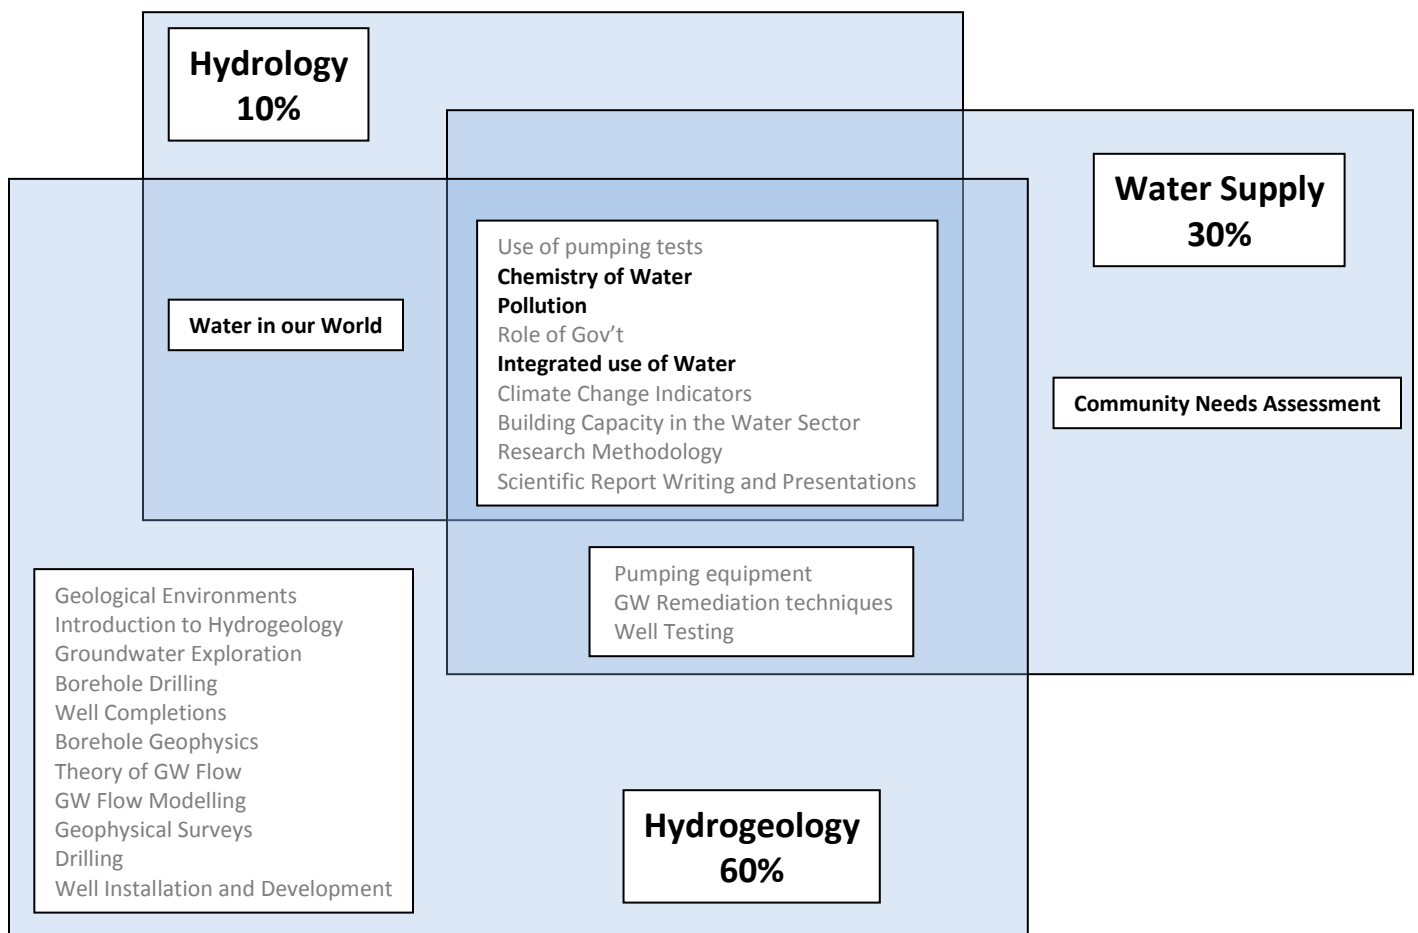 Hydrology
10%
Water Supply
30%
Use of pumping tests
Chemistry of Water
Pollution
Role of Gov’t
Integrated use of Water
Climate Change Indicators
Building Capacity in the Water Sector
Research Methodology
Scientific Report Writing and Presentations
Water in our World
Community Needs Assessment
Pumping equipment
GW Remediation techniques
Well Testing
Geological Environments
Introduction to Hydrogeology
Groundwater Exploration
Borehole Drilling
Well Completions
Borehole Geophysics
Theory of GW Flow
GW Flow Modelling
Geophysical Surveys
Drilling
Well Installation and Development
Hydrogeology
60%